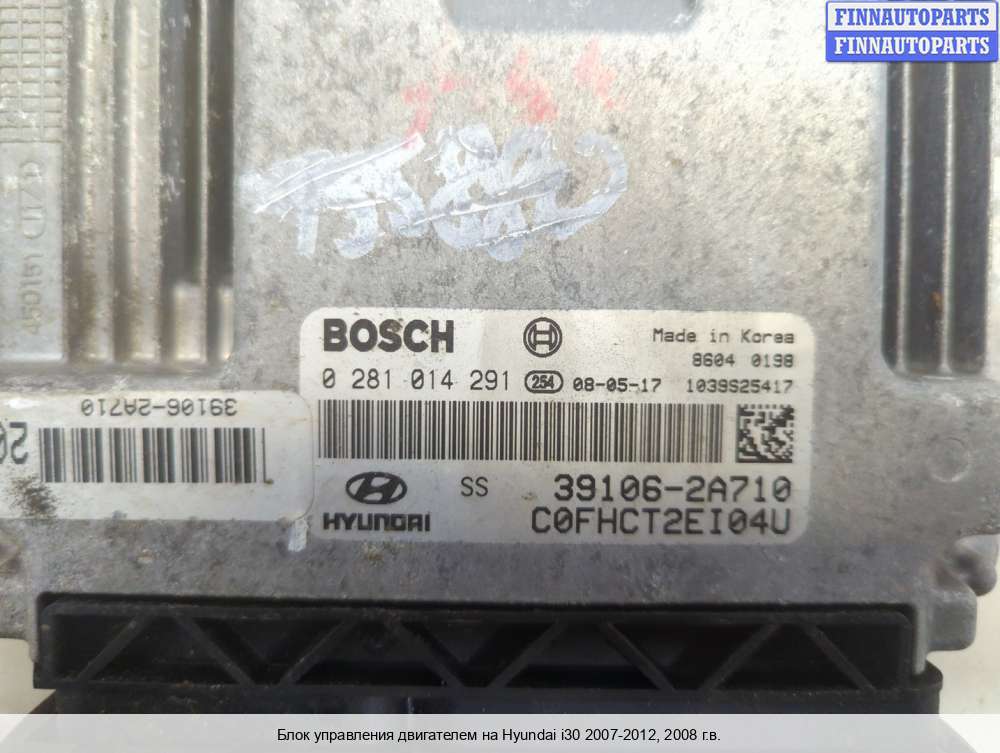 FINNAUTOPARTS
FINNAUTOPARTS
BOSCH
Made in Korea
8604 0198
0 281 014 291 254 08-05-17 1039S25417
39106-2A710
20
SS 39106-2A710
HYUNDAI C0FHCT2EI04U
Блок управления двигателем на Hyundai i30 2007-2012, 2008 г.в.